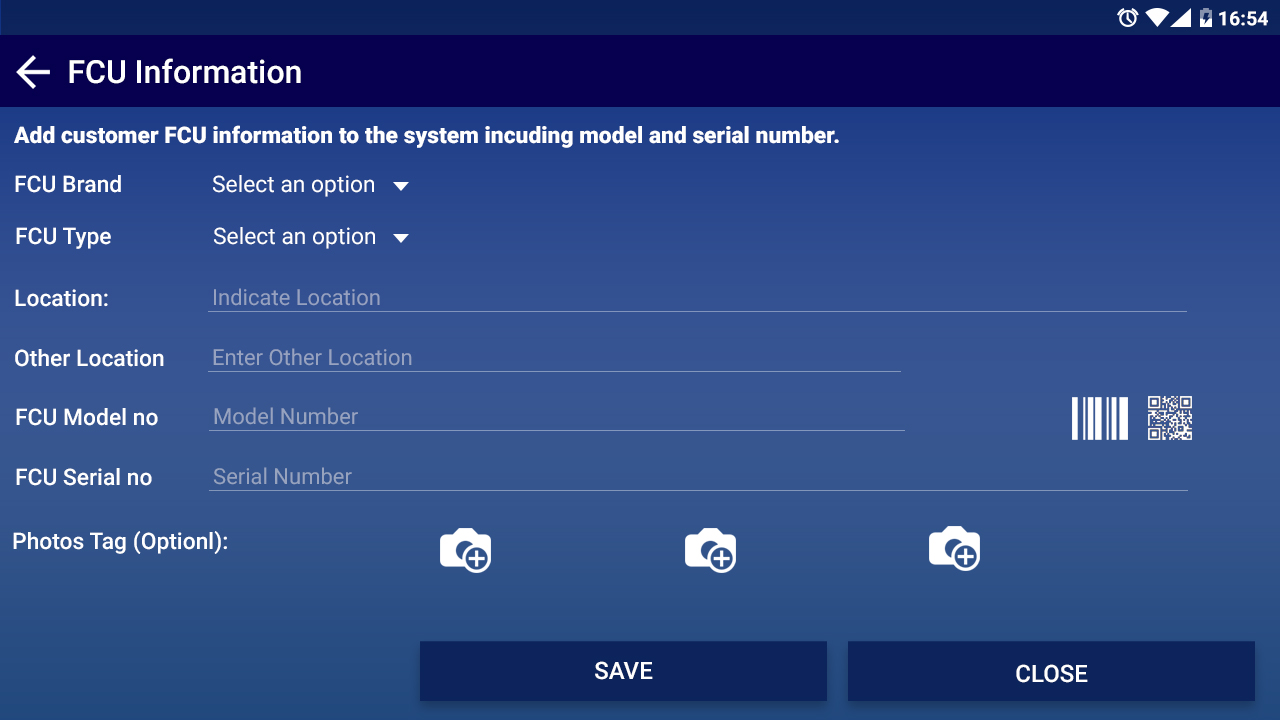 16:54
FCU Information
Add customer FCU information to the system incuding model and serial number.
FCU Brand Select an option
FCU Type Select an option
Location: Indicate Location
Other Location Enter Other Location
FCU Model no Model Number
FCU Serial no Serial Number
Photos Tag (Optionl):
SAVE CLOSE